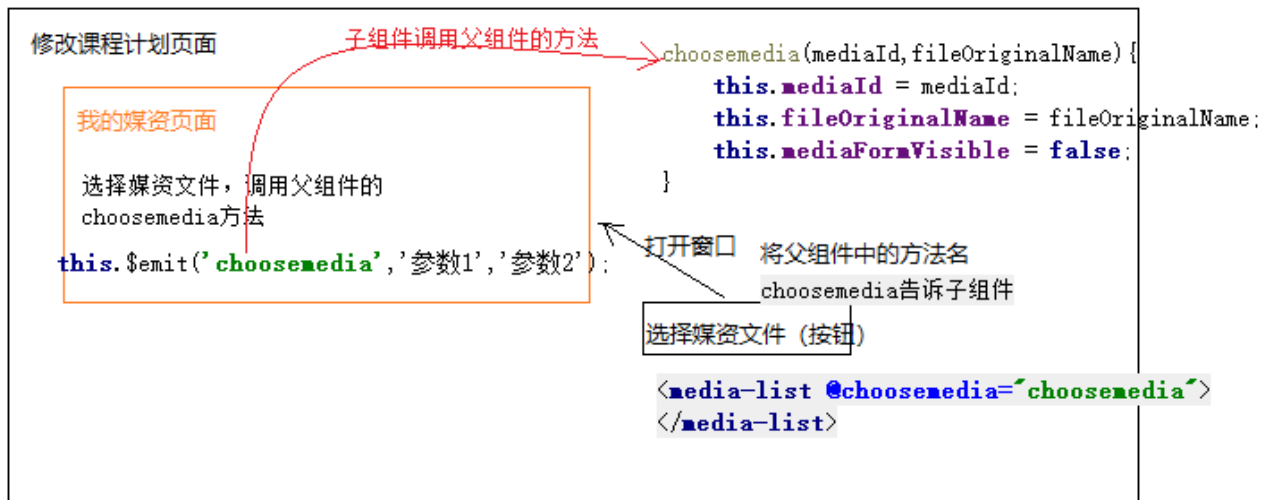 修改课程计划页面
子组件调用父组件的方法
choosemedia(mediaId,fileOriginalName){
this.mediaId = mediaId;
this.fileOriginalName = fileOriginalName;
this.mediaFormVisible = false;
}
我的媒资页面
选择媒资文件，调用父组件的
choosemedia方法
this.$emit('choosemedia','参数1','参数2');
打开窗口
将父组件中的方法名
choosemedia告诉子组件
选择媒资文件（按钮）
<media-list @choosemedia="choosemedia">
</media-list>